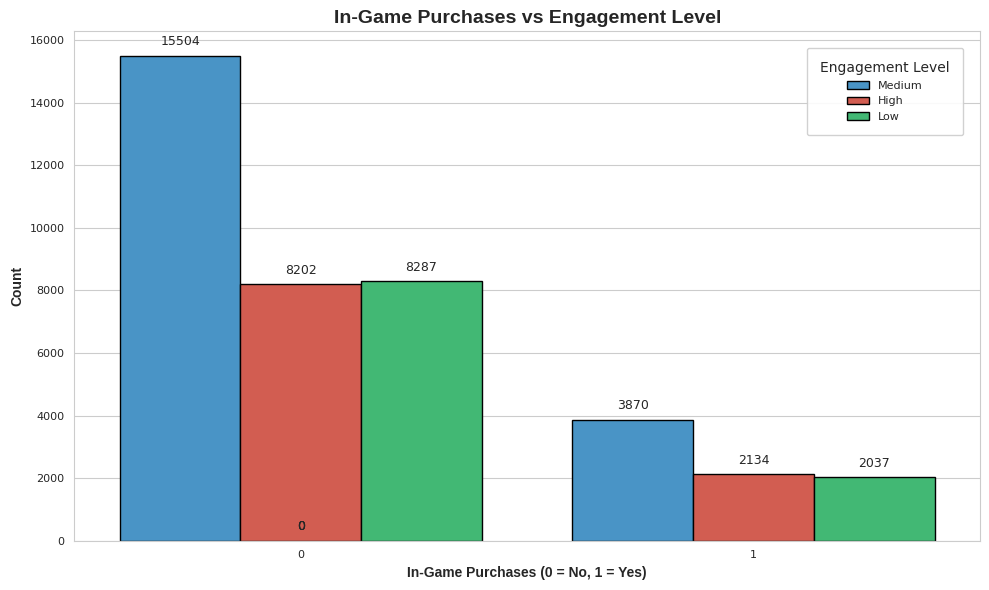 In-Game Purchases vs Engagement Level
Count
16000
14000
12000
10000
8000
6000
4000
2000
0
15504
8202
8287
0
3870
2134
2037
Engagement Level
Medium
High
Low
0
1
In-Game Purchases (0 = No, 1 = Yes)